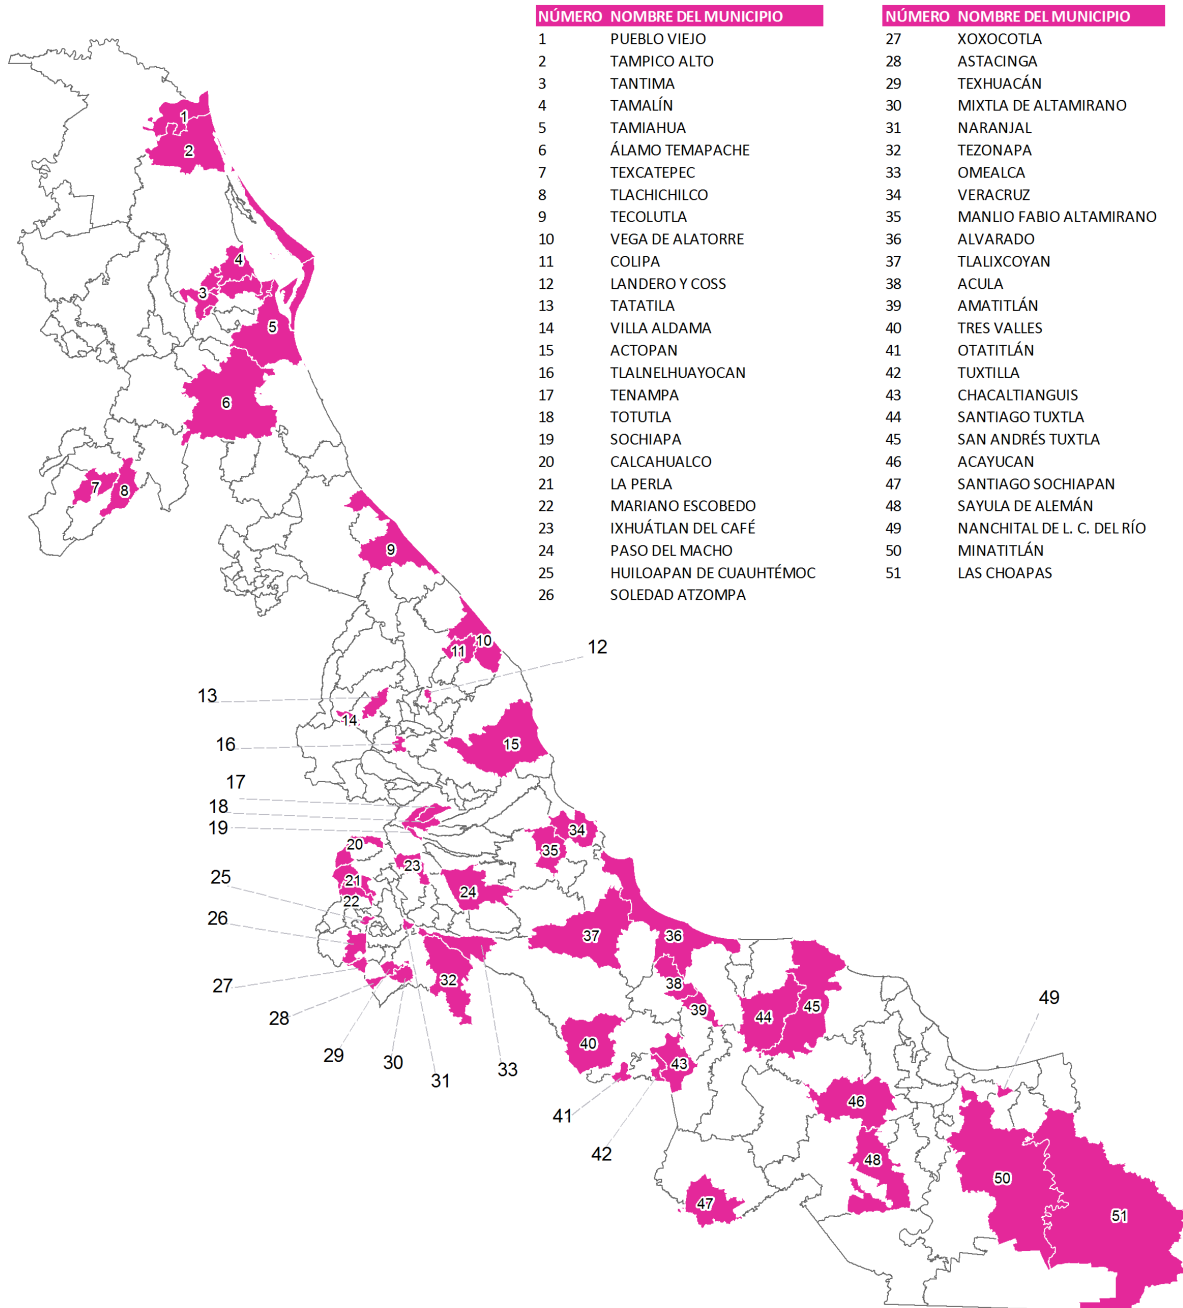 NÚMERO NOMBRE DEL MUNICIPIO
1 PUEBLO VIEJO
2 TAMPICO ALTO
3 TANTIMA
4 TAMALÍN
5 TAMIAHUA
6 ÁLAMO TEMAPACHE
7 TEXCATEPEC
8 TLACHICHILCO
9 TECOLUTLA
10 VEGA DE ALATORRE
11 COLIPA
12 LANDERO Y COSS
13 TATATILA
14 VILLA ALDAMA
15 ACTOPAN
16 TLALNELHUAYOCAN
17 TENAMPA
18 TOTUTLA
19 SOCHIAPA
20 CALCAHUALCO
21 LA PERLA
22 MARIANO ESCOBEDO
23 IXHUÁTLAN DEL CAFÉ
24 PASO DEL MACHO
25 HUILOAPAN DE CUAUHTÉMOC
26 SOLEDAD ATZOMPA
NÚMERO NOMBRE DEL MUNICIPIO
27 XOXOCOTLA
28 ASTACINGA
29 TEXHUACÁN
30 MIXTLA DE ALTAMIRANO
31 NARANJAL
32 TEZONAPA
33 OMEALCA
34 VERACRUZ
35 MANLIO FABIO ALTAMIRANO
36 ALVARADO
37 TLALIXCOYAN
38 ACULA
39 AMATITLÁN
40 TRES VALLES
41 OTATITLÁN
42 TUXTILLA
43 CHACALTIANGUIS
44 SANTIAGO TUXTLA
45 SAN ANDRÉS TUXTLA
46 ACAYUCAN
47 SANTIAGO SOCHIAPAN
48 SAYULA DE ALEMÁN
49 NANCHITAL DE L. C. DEL RÍO
50 MINATITLÁN
51 LAS CHOAPAS
1
2
4
3
5
6
7
8
9
10
11
12
13
14
15
16
17
18
19
20
34
35
23
21
24
25
22
26
36
37
32
27
38
28
39
45
44
49
29
30
31
33
40
43
41
42
46
48
50
47
51